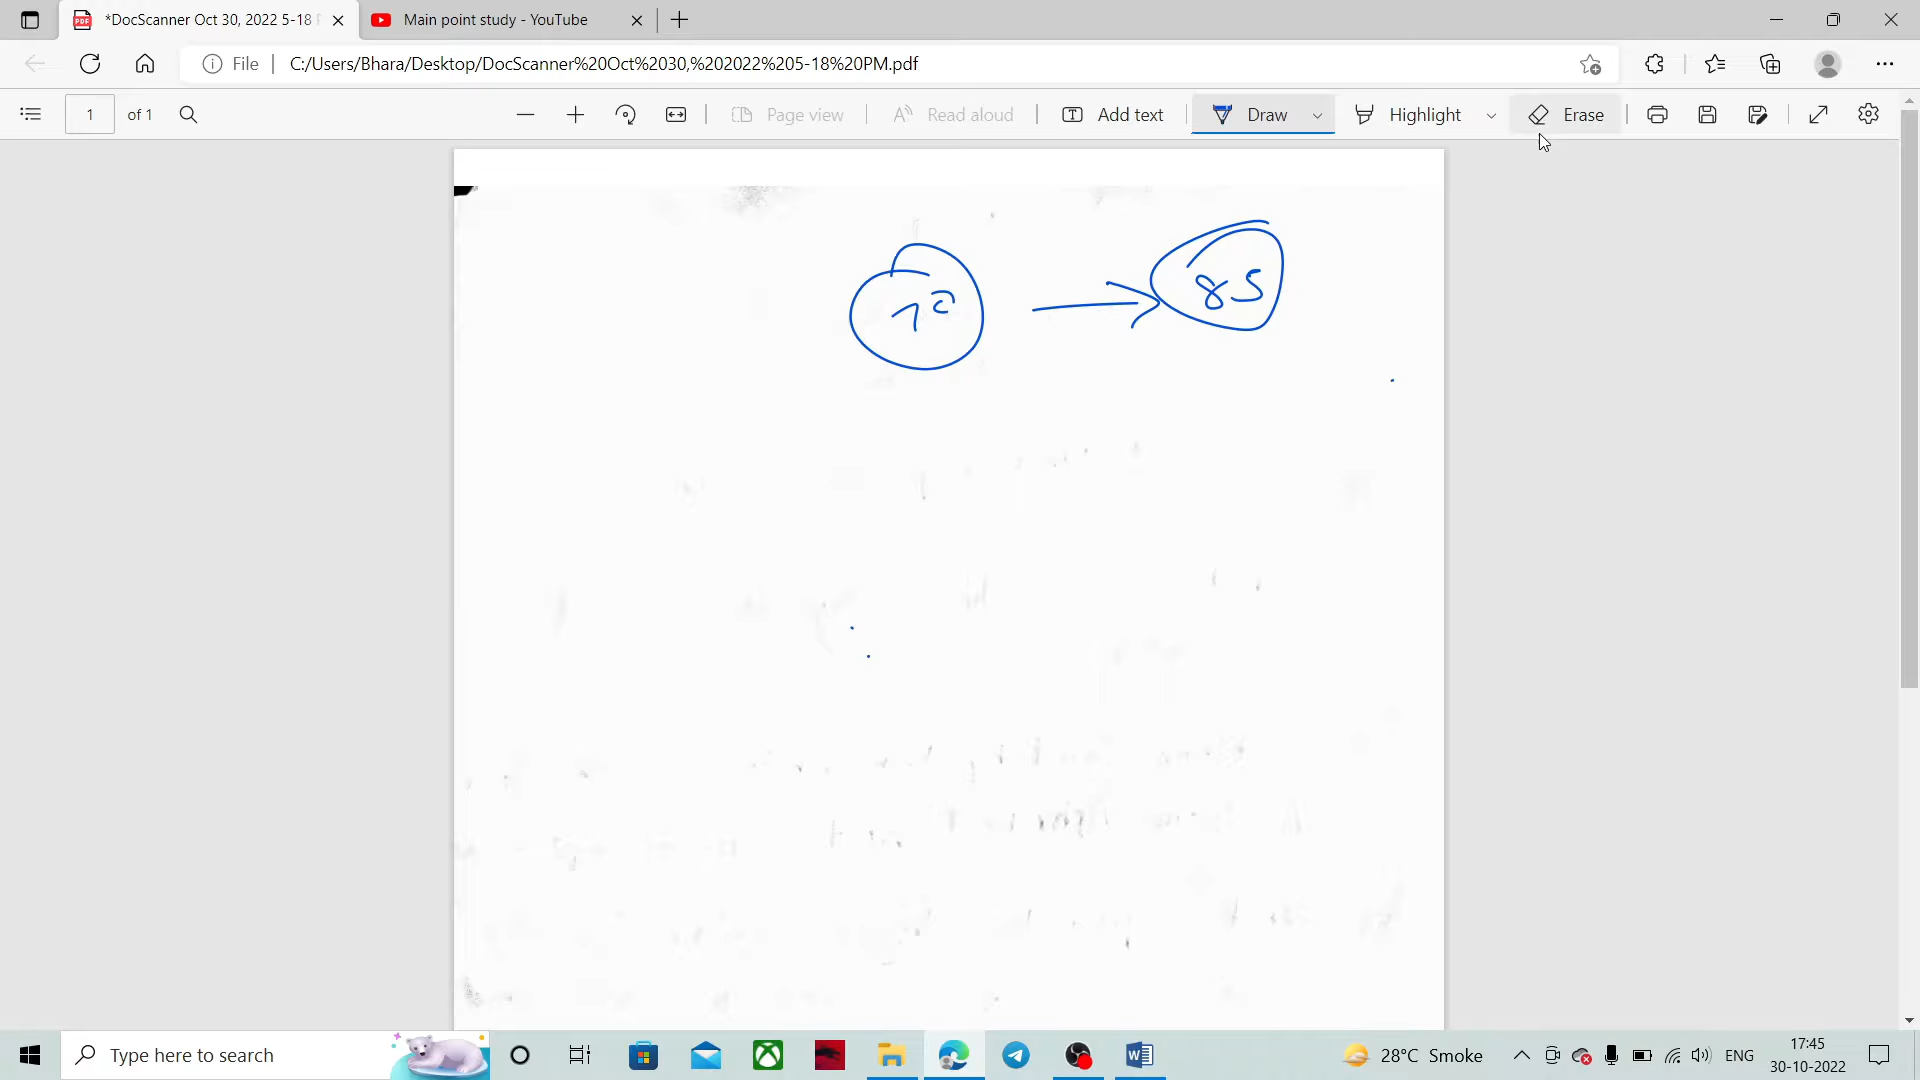 *DocScanner Oct 30, 2022 5-18 P
Main point study - YouTube
File
C:/Users/Bhara/Desktop/DocScanner%20Oct%2030,%202022%205-18%20PM.pdf
1 of 1
Page view
Read aloud
Add text
Draw
Highlight
Erase
85
Type here to search
28°C Smoke
ENG
17:45
30-10-2022